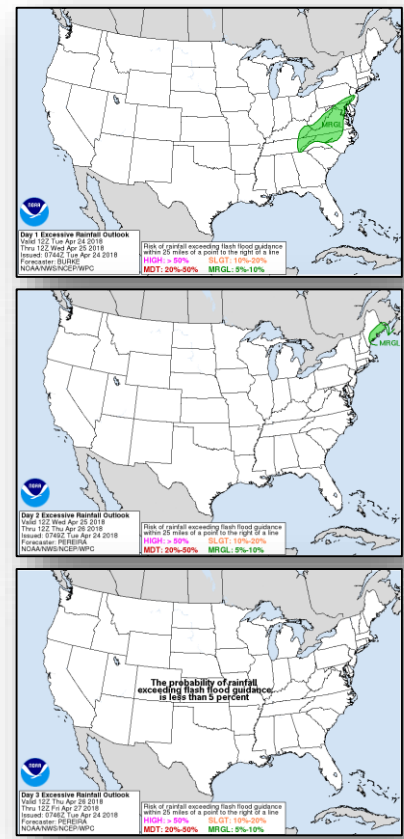 MRGL
NOAA
Day 1 Excessive Rainfall Outlook
Valid 12Z Tue Apr 24 2018
Thru 12Z Wed Apr 25 2018
Issued: 0744Z Tue Apr 24 2018
Forecaster: BURKE
NOAA/NWS/NCEP/WPC
Risk of rainfall exceeding flash flood guidance
within 25 miles of a point to the right of a line
HIGH: > 50% SLGT: 10%-20%
MDT: 20%-50% MRGL: 5%-10%
MRGL
NOAA
Day 2 Excessive Rainfall Outlook
Valid 12Z Wed Apr 25 2018
Thru 12Z Thu Apr 26 2018
Issued: 0749Z Tue Apr 24 2018
Forecaster: PEREIRA
NOAA/NWS/NCEP/WPC
Risk of rainfall exceeding flash flood guidance
within 25 miles of a point to the right of a line
HIGH: > 50% SLGT: 10%-20%
MDT: 20%-50% MRGL: 5%-10%
The probability of rainfall
exceeding flash flood guidance
is less than 5 percent
NOAA
Day 3 Excessive Rainfall Outlook
Valid 12Z Thu Apr 26 2018
Thru 12Z Fri Apr 27 2018
Issued: 0748Z Tue Apr 24 2018
Forecaster: PEREIRA
NOAA/NWS/NCEP/WPC
Risk of rainfall exceeding flash flood guidance
within 25 miles of a point to the right of a line
HIGH: > 50% SLGT: 10%-20%
MDT: 20%-50% MRGL: 5%-10%